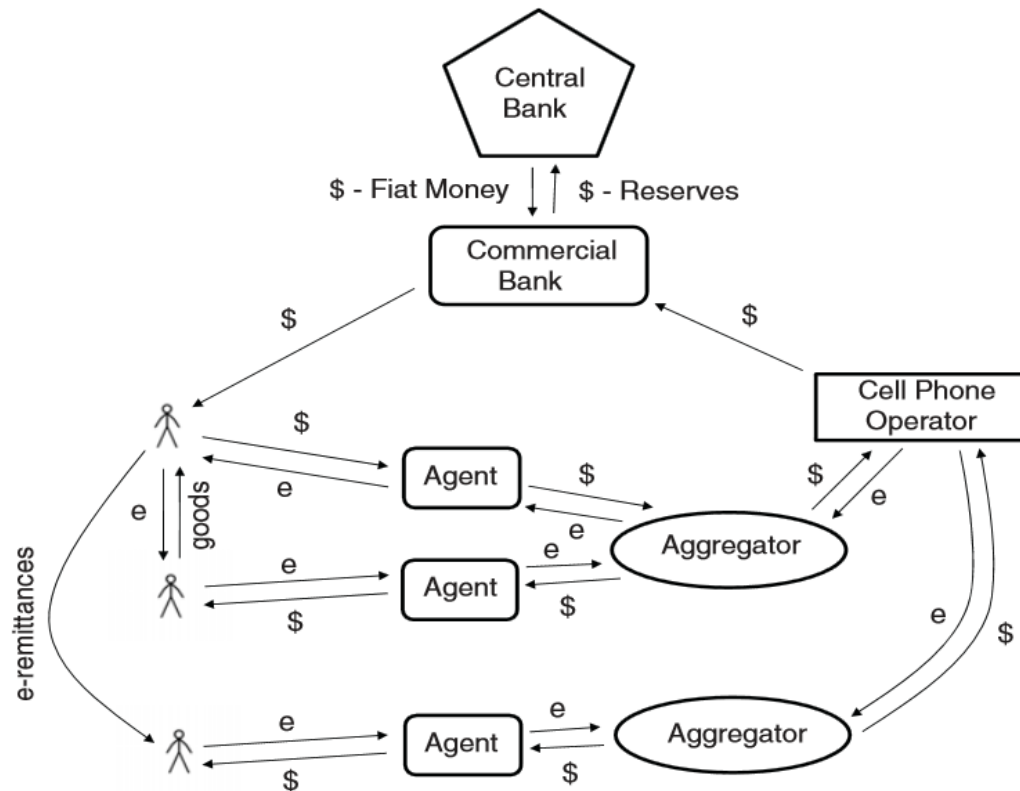 Central
Bank
$ - Fiat Money
$ - Reserves
Commercial
Bank
$
$
Cell Phone
Operator
$
Agent
e
$
e
$
e
e
goods
Aggregator
e
Agent
e
$
$
e-remittances
e
$
e
Agent
e
Aggregator
$
$